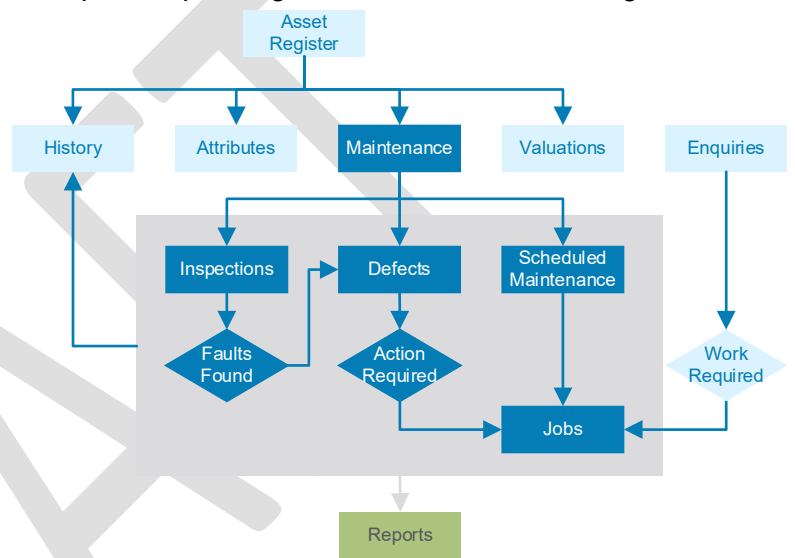 Asset
Register
History
Attributes
Maintenance
Valuations
Enquiries
Inspections
Defects
Scheduled
Maintenance
Faults
Found
Action
Required
Work
Required
Jobs
Reports